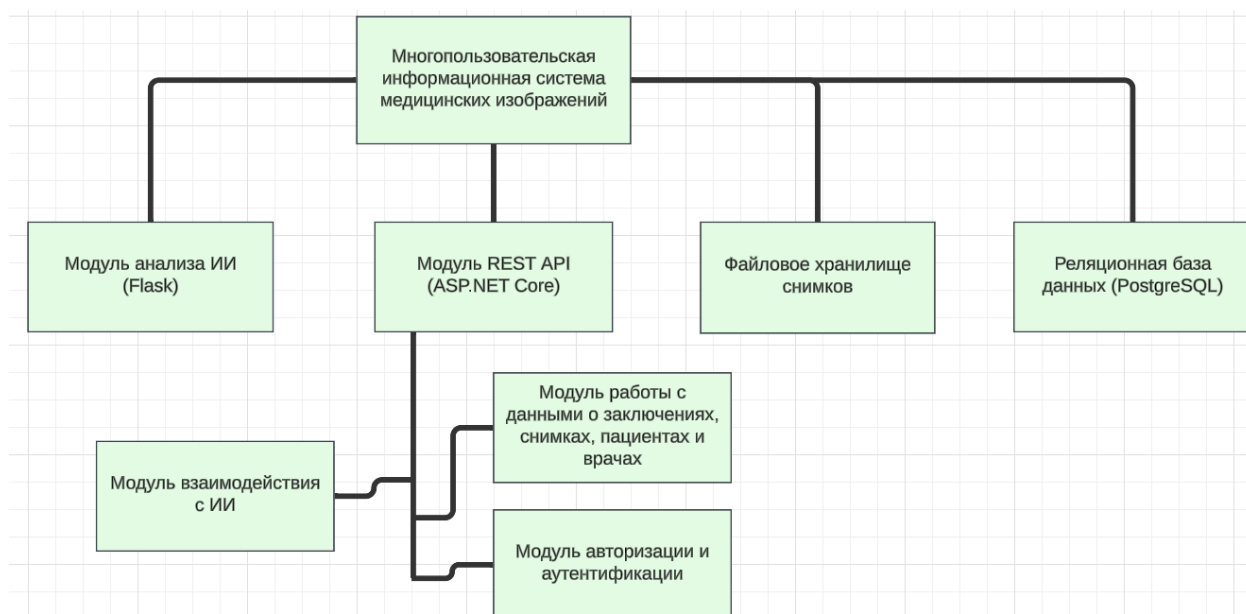 Многопользовательская
информационная система
медицинских изображений
Модуль анализа ИИ
(Flask)
Модуль REST API
(ASP.NET Core)
Файловое хранилище
снимков
Реляционная база
данных (PostgreSQL)
Модуль работы с
данными о заключениях,
снимках, пациентах и
врачах
Модуль взаимодействия
с ИИ
Модуль авторизации и
аутентификации